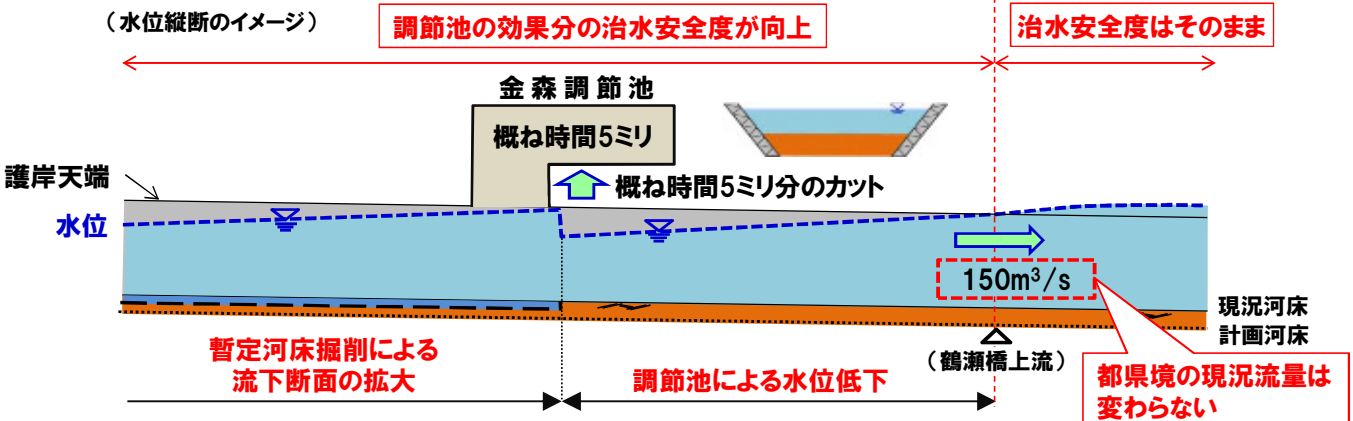 （水位縦断のイメージ）
調節池の効果分の治水安全度が向上
治水安全度はそのまま
金森調節池
概ね時間5ミリ
護岸天端
概ね時間5ミリ分のカット
水位
150m³/s
現況河床
計画河床
（鶴瀬橋上流）
暫定河床掘削による
流下断面の拡大
調節池による水位低下
都県境の現況流量は
変わらない